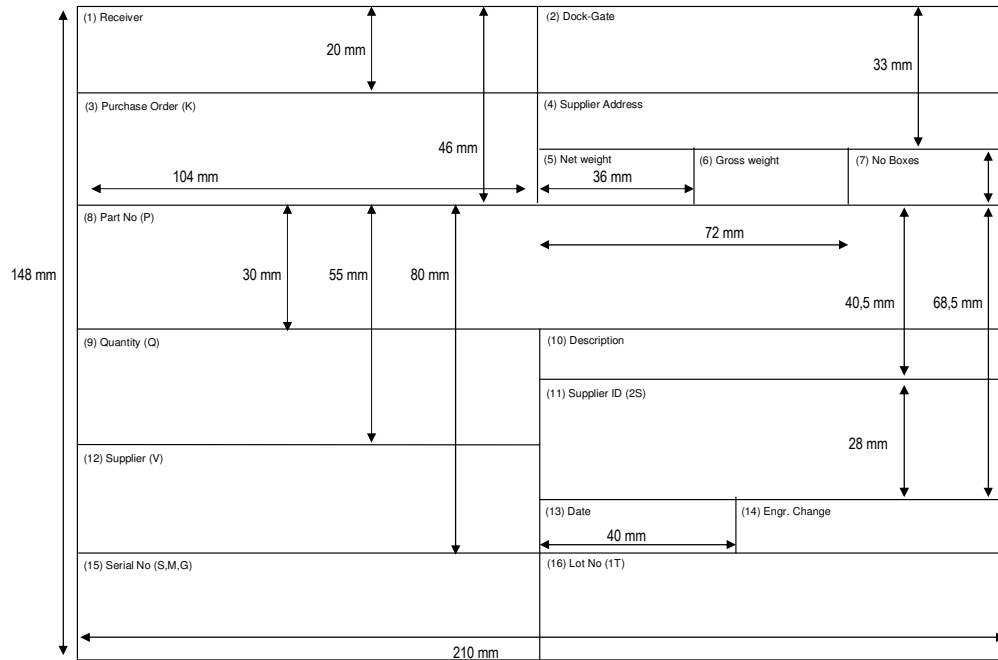 (1) Receiver
(2) Dock-Gate
20 mm
33 mm
(3) Purchase Order (K)
(4) Supplier Address
46 mm
(5) Net weight
(6) Gross weight
(7) No Boxes
104 mm
36 mm
(8) Part No (P)
72 mm
148 mm
30 mm
55 mm
80 mm
40,5 mm
68,5 mm
(9) Quantity (Q)
(10) Description
(11) Supplier ID (2S)
28 mm
(12) Supplier (V)
(13) Date
(14) Engr. Change
40 mm
(15) Serial No (S,M,G)
(16) Lot No (1T)
210 mm